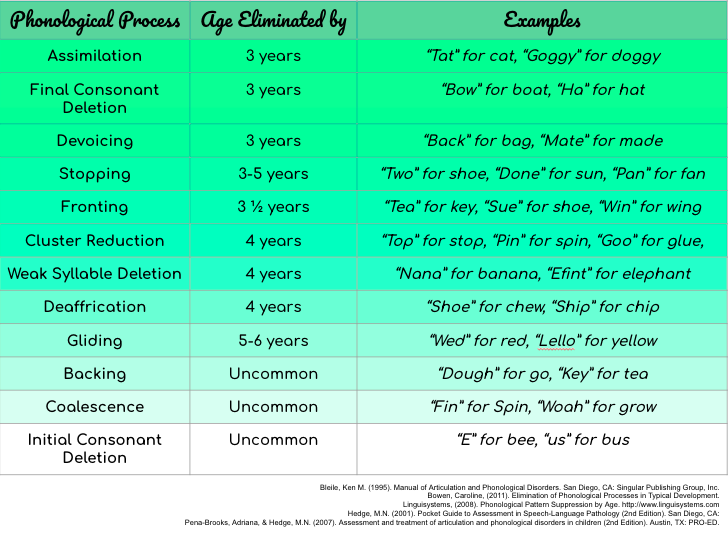 Phonological Process Age Eliminated by Examples
Assimilation 3 years “Tat” for cat, “Goggy” for doggy
Final Consonant Deletion 3 years “Bow” for boat, “Ha” for hat
Devoicing 3 years “Back” for bag, “Mate” for made
Stopping 3-5 years “Two” for shoe, “Done” for sun, “Pan” for fan
Fronting 3 ½ years “Tea” for key, “Sue” for shoe, “Win” for wing
Cluster Reduction 4 years “Top” for stop, “Pin” for spin, “Goo” for glue,
Weak Syllable Deletion 4 years “Nana” for banana, “Efint” for elephant
Deaffrication 4 years “Shoe” for chew, “Ship” for chip
Gliding 5-6 years “Wed” for red, “Lello” for yellow
Backing Uncommon “Dough” for go, “Key” for tea
Coalescence Uncommon “Fin” for Spin, “Woah” for grow
Initial Consonant Deletion Uncommon “E” for bee, “us” for bus
Bleile, Ken M. (1995). Manual of Articulation and Phonological Disorders. San Diego, CA: Singular Publishing Group, Inc.
Bowen, Caroline, (2011). Elimination of Phonological Processes in Typical Development.
Linguisystems, (2008). Phonological Pattern Suppression by Age. http://www.linguisystems.com
Hedge, M.N. (2001). Pocket Guide to Assessment in Speech-Language Pathology (2nd Edition). San Diego, CA:
Pena-Brooks, Adriana, & Hedge, M.N. (2007). Assessment and treatment of articulation and phonological disorders in children (2nd Edition). Austin, TX: PRO-ED.